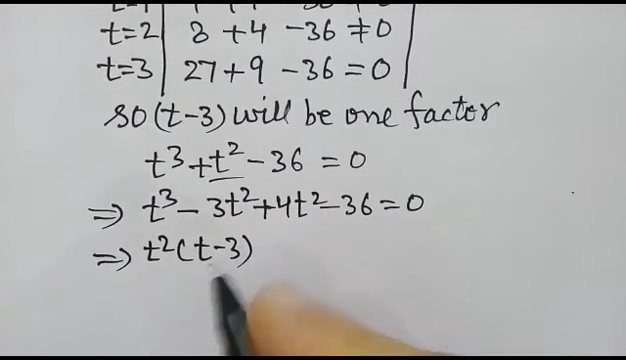 t=2 | 8 +4 -36 ≠0
t=3 | 27+9 -36 =0
so (t-3) will be one factor
t³ +t² -36 =0
⇒ t³ - 3t² +4t² -36 =0
⇒ t² (t-3)